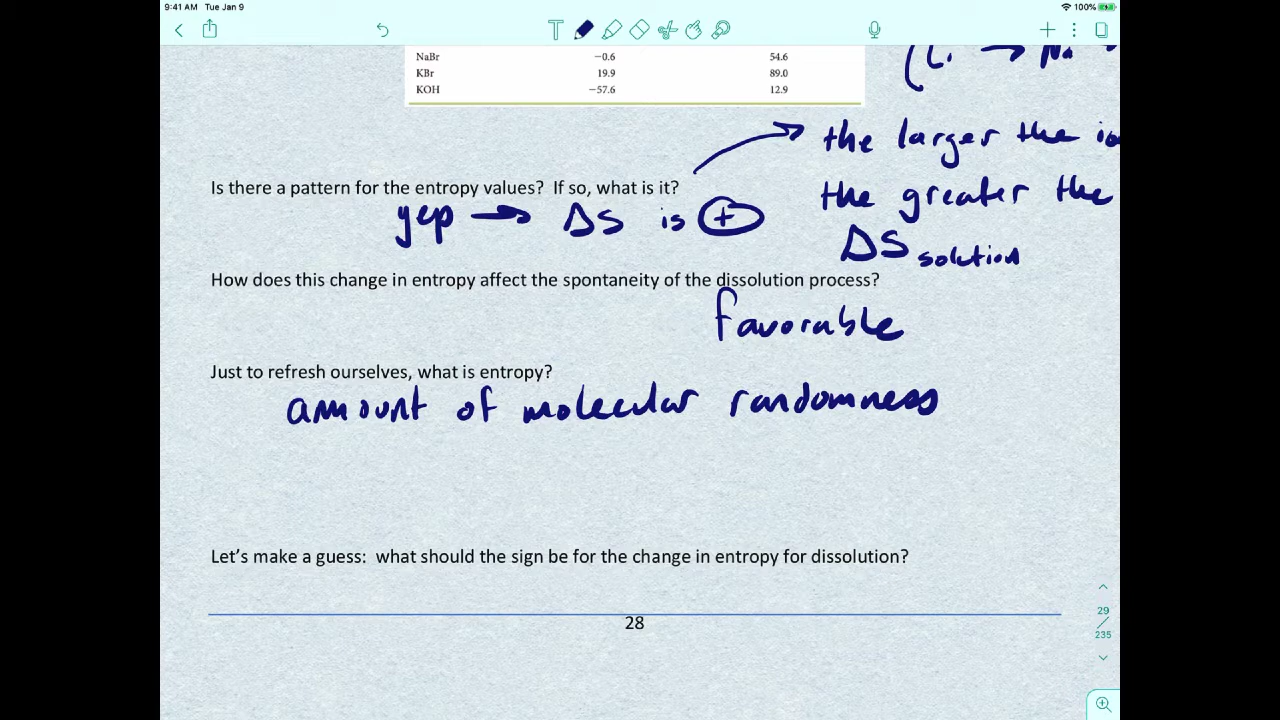 9:41 AM Tue Jan 9
100%
NaBr −0.6 54.6
KBr 19.9 89.0
KOH −57.6 12.9
(Li → Na
the larger the
Is there a pattern for the entropy values? If so, what is it?
the greater the
yep → ΔS is +
ΔS solution
How does this change in entropy affect the spontaneity of the dissolution process?
favorable
Just to refresh ourselves, what is entropy?
amount of molecular randomness
Let’s make a guess: what should the sign be for the change in entropy for dissolution?
28
29
/
235